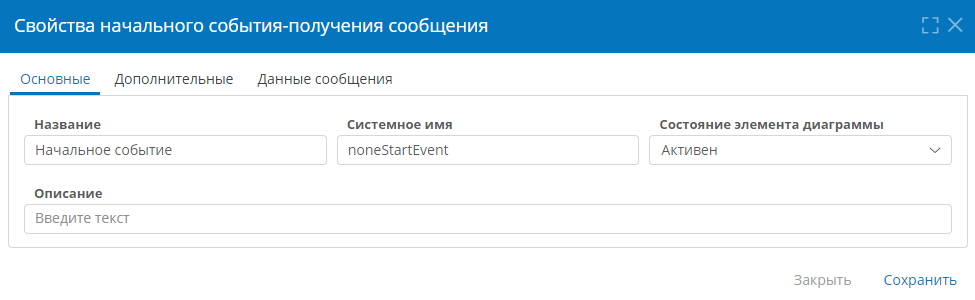 Свойства начального события-получения сообщения
Основные Дополнительные Данные сообщения
Название Системное имя Состояние элемента диаграммы
Начальное событие noneStartEvent Активен
Описание
Введите текст
Закрыть Сохранить